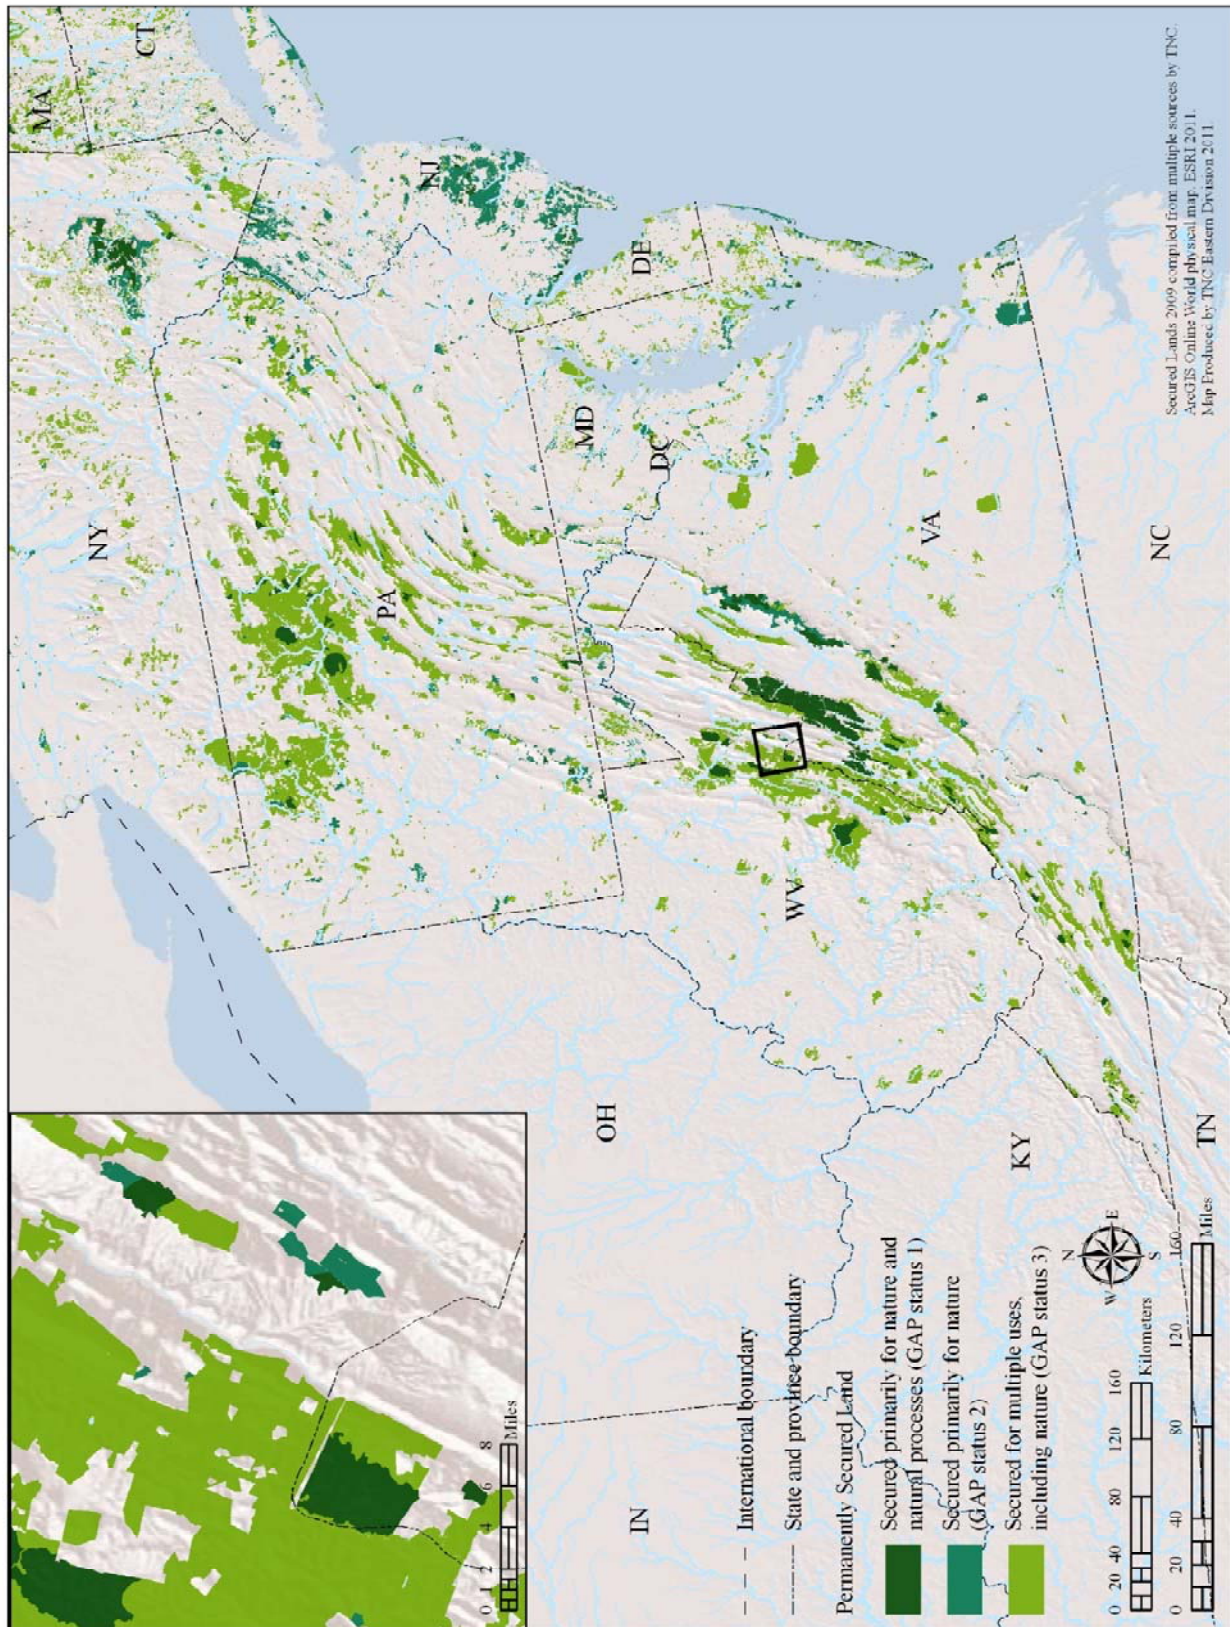 MA
CT
NY
NJ
PA
MD
DE
DC
WV
VA
OH
IN
KY
TN
NC
0 1 2 4 6 8
Miles
International boundary
State and province boundary
Permanently Secured Land
Secured primarily for nature and
natural processes (GAP status 1)
Secured primarily for nature
(GAP status 2)
Secured for multiple uses,
including nature (GAP status 3)
N
W E
S
0 20 40 80 120 160
Kilometers
0 20 40 80 120 160
Miles
Secured Lands 2009 compiled from multiple sources by TNC.
ArcGIS Online World physical map, ESRI 2011.
Map Produced by TNC Eastern Division 2011.